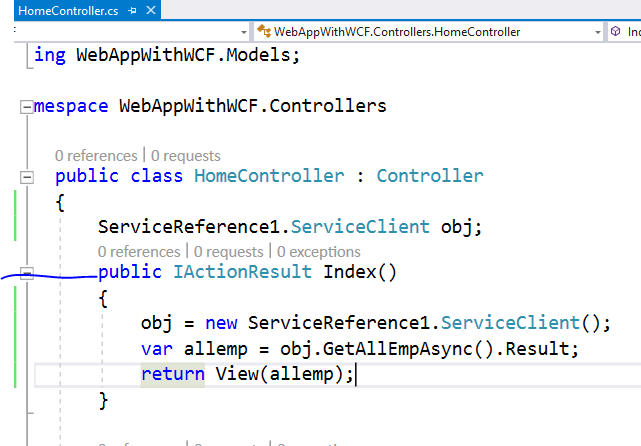 HomeController.cs
WebAppWithWCF.Controllers.HomeController
ing WebAppWithWCF.Models;
mespace WebAppWithWCF.Controllers
0 references | 0 requests
public class HomeController : Controller
{
ServiceReference1.ServiceClient obj;
0 references | 0 requests | 0 exceptions
public IActionResult Index()
{
obj = new ServiceReference1.ServiceClient();
var allemp = obj.GetAllEmpAsync().Result;
return View(allemp);
}